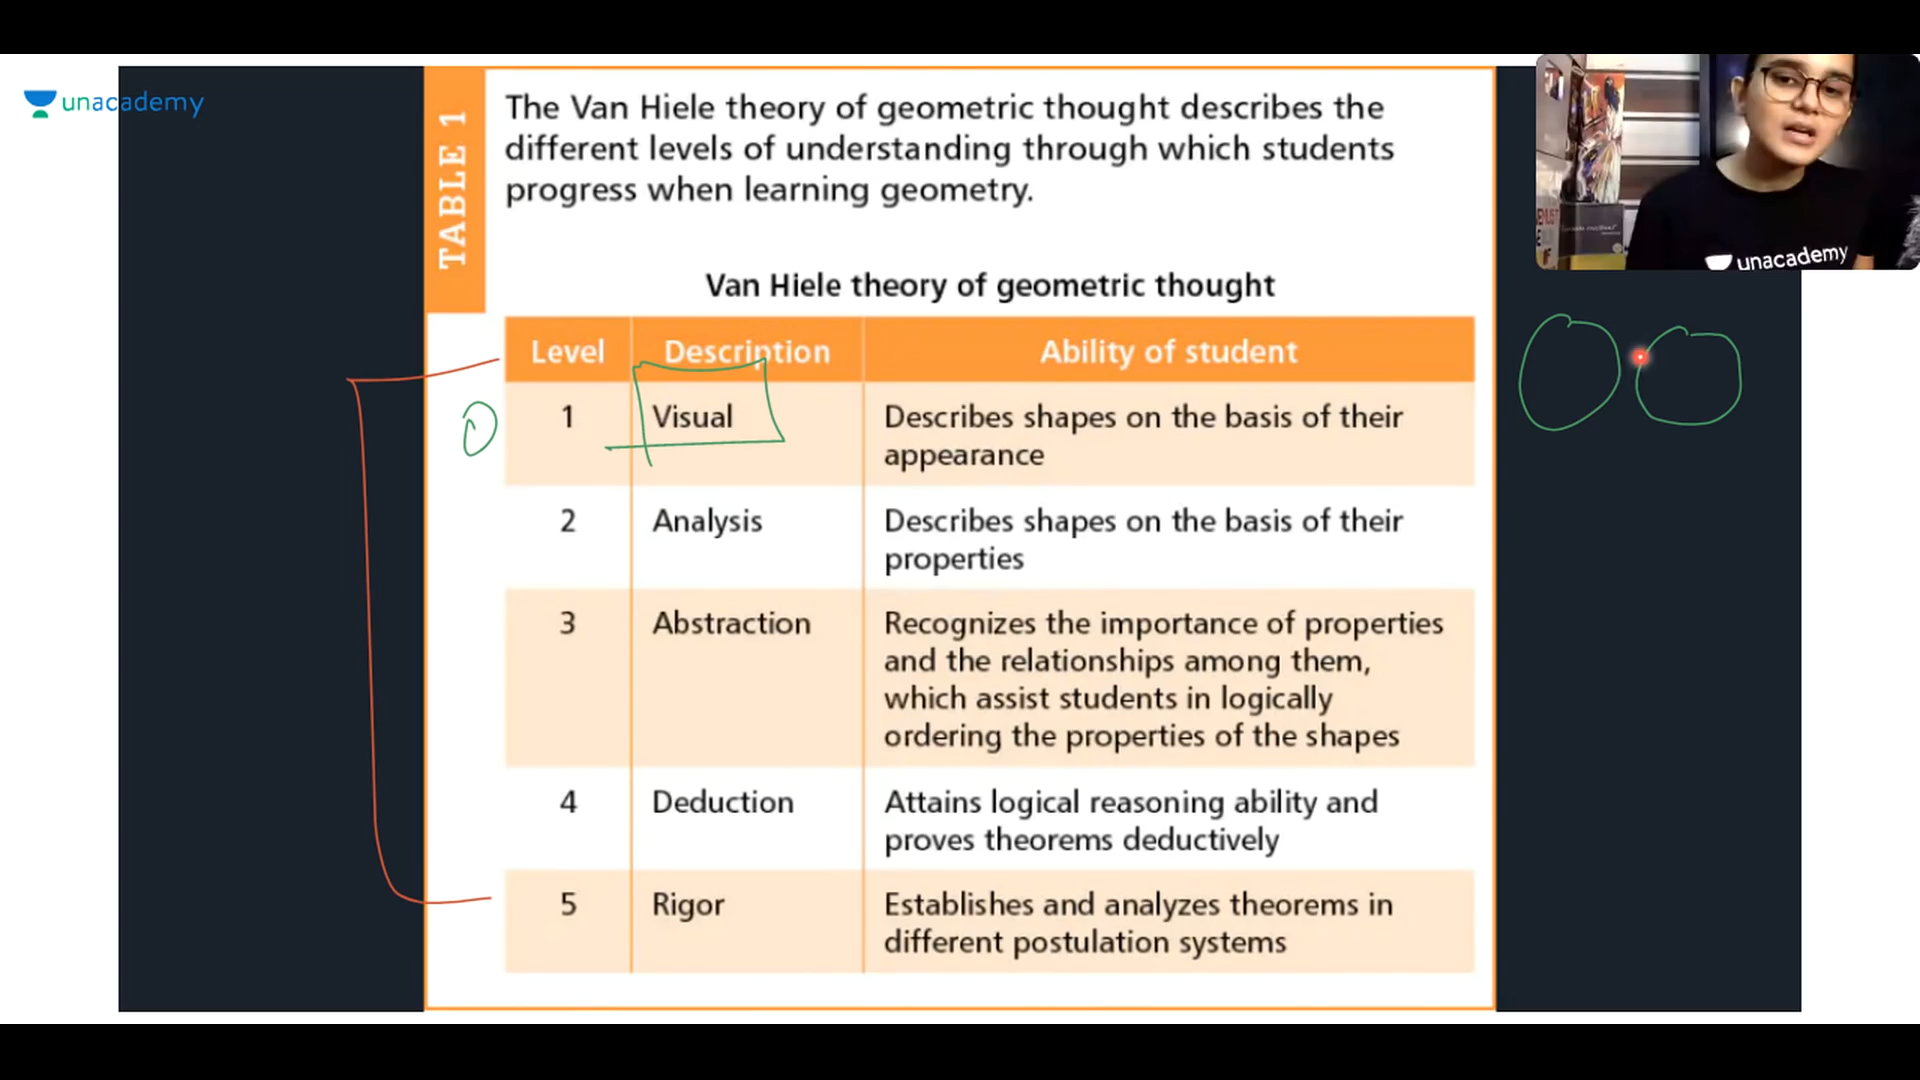 unacademy
TABLE 1
The Van Hiele theory of geometric thought describes the
different levels of understanding through which students
progress when learning geometry.
Van Hiele theory of geometric thought
Level Description Ability of student
1 Visual Describes shapes on the basis of their
appearance
2 Analysis Describes shapes on the basis of their
properties
3 Abstraction Recognizes the importance of properties
and the relationships among them,
which assist students in logically
ordering the properties of the shapes
4 Deduction Attains logical reasoning ability and
proves theorems deductively
5 Rigor Establishes and analyzes theorems in
different postulation systems
unacademy